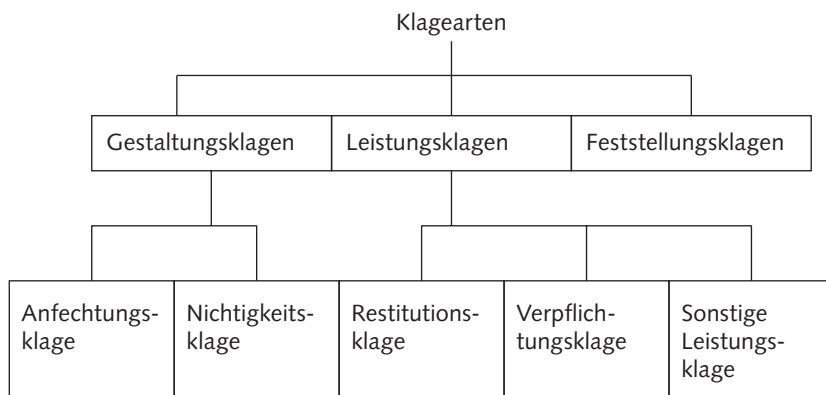 Klagearten
Gestaltungsklagen
Leistungsklagen
Feststellungsklagen
Anfechtungs-
klage
Nichtigkeits-
klage
Restitutions-
klage
Verpflich-
tungsklage
Sonstige
Leistungs-
klage